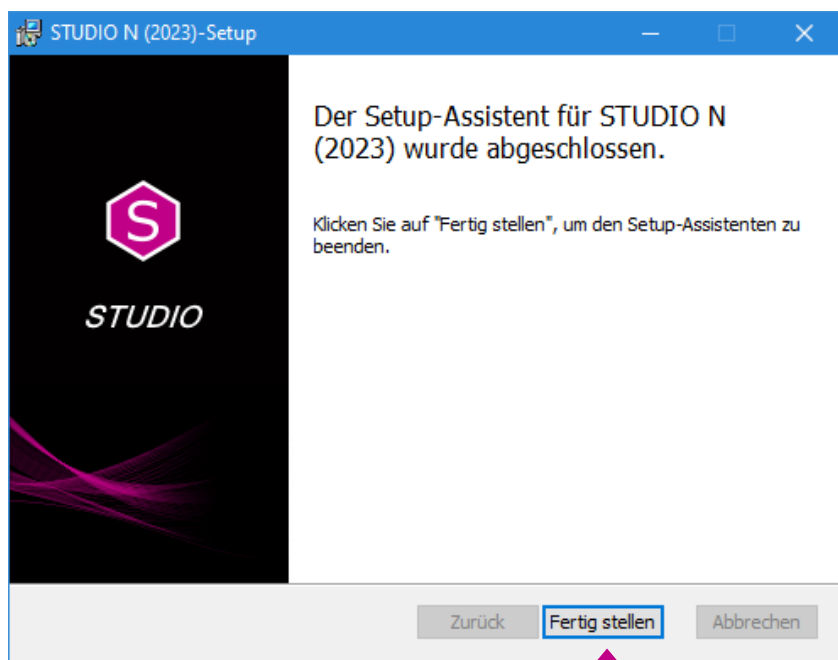 STUDIO N (2023)-Setup
Der Setup-Assistent für STUDIO N
(2023) wurde abgeschlossen.
Klicken Sie auf "Fertig stellen", um den Setup-Assistenten zu
beenden.
S
STUDIO
Zurück Fertig stellen Abbrechen